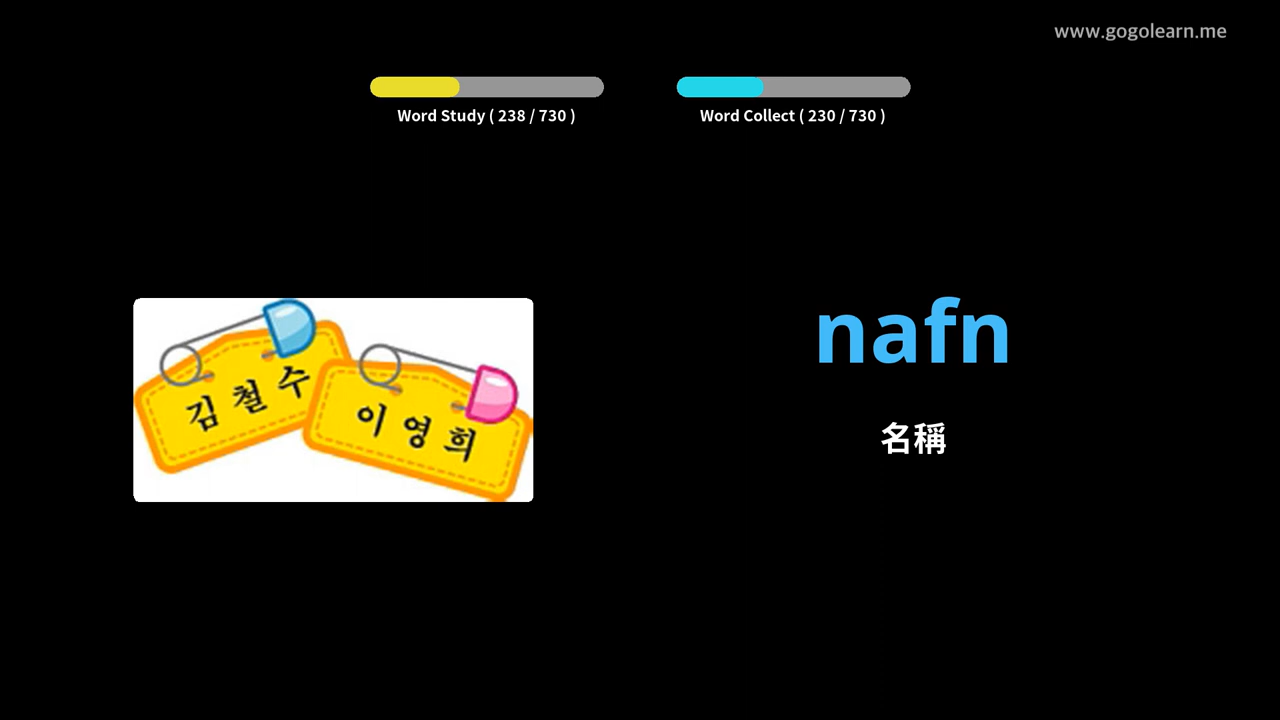 www.gogolearn.me
Word Study ( 238 / 730 )
Word Collect ( 230 / 730 )
김철수
이영희
nafn
名稱